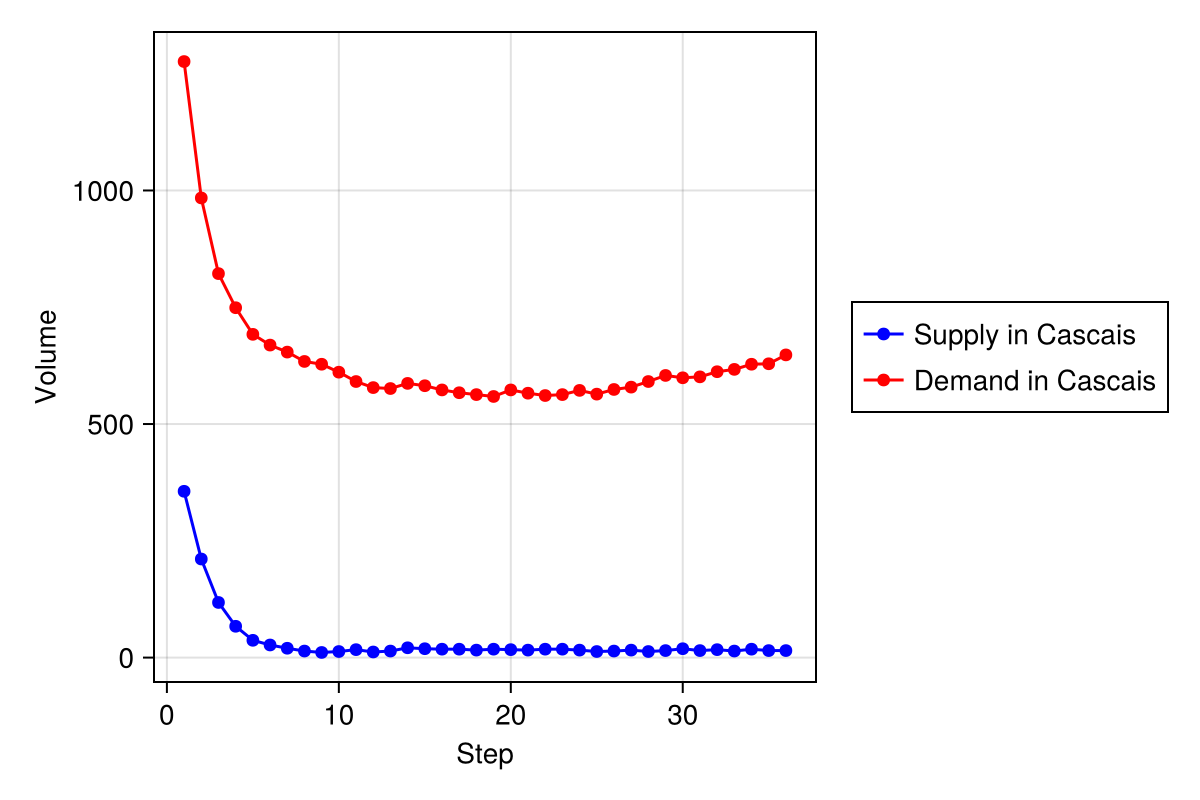 Volume
1000
500
0
0 10 20 30
Step
Supply in Cascais
Demand in Cascais